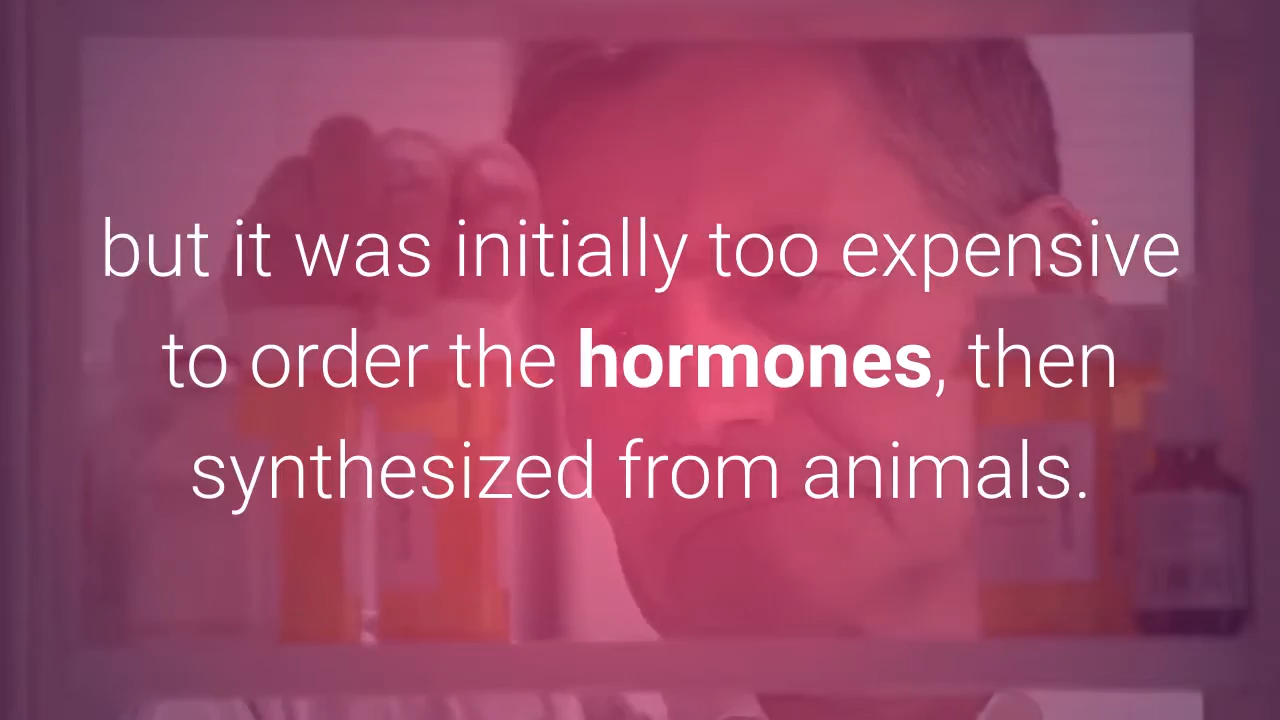 but it was initially too expensive
to order the hormones, then
synthesized from animals.